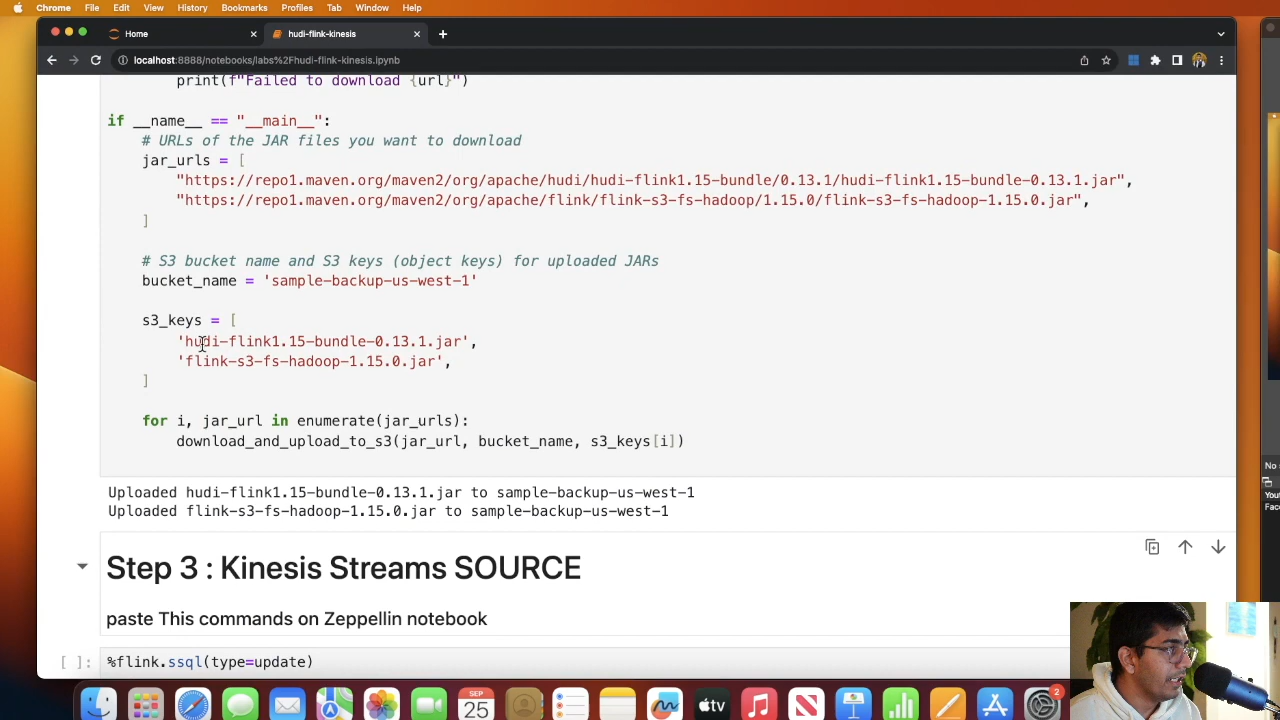 Chrome File Edit View History Bookmarks Profiles Tab Window Help
Home
hudi-flink-kinesis
localhost:8888/notebooks/labs%2Fhudi-flink-kinesis.ipynb
print(f"Failed to download {url}")
if __name__ == "__main__":
# URLs of the JAR files you want to download
jar_urls = [
"https://repo1.maven.org/maven2/org/apache/hudi/hudi-flink1.15-bundle/0.13.1/hudi-flink1.15-bundle-0.13.1.jar",
"https://repo1.maven.org/maven2/org/apache/flink/flink-s3-fs-hadoop/1.15.0/flink-s3-fs-hadoop-1.15.0.jar",
]
# S3 bucket name and S3 keys (object keys) for uploaded JARs
bucket_name = 'sample-backup-us-west-1'
s3_keys = [
'hudi-flink1.15-bundle-0.13.1.jar',
'flink-s3-fs-hadoop-1.15.0.jar',
]
for i, jar_url in enumerate(jar_urls):
download_and_upload_to_s3(jar_url, bucket_name, s3_keys[i])
Uploaded hudi-flink1.15-bundle-0.13.1.jar to sample-backup-us-west-1
Uploaded flink-s3-fs-hadoop-1.15.0.jar to sample-backup-us-west-1
Step 3 : Kinesis Streams SOURCE
paste This commands on Zeppellin notebook
[ ]: %flink.ssql(type=update)
No
You
Fac
SEP
25
tv
2